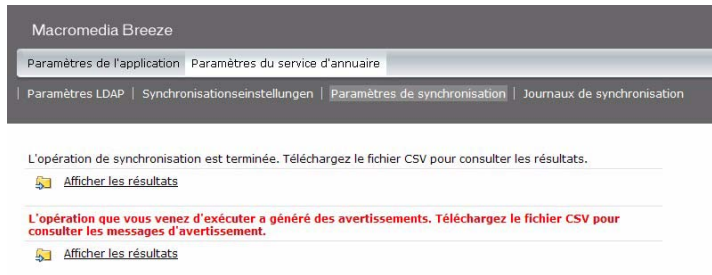 Macromedia Breeze
Paramètres de l'application Paramètres du service d'annuaire
| Paramètres LDAP | Synchronisationseinstellungen | Paramètres de synchronisation | Journaux de synchronisation
L'opération de synchronisation est terminée. Téléchargez le fichier CSV pour consulter les résultats.
Afficher les résultats
L'opération que vous venez d'exécuter a généré des avertissements. Téléchargez le fichier CSV pour
consulter les messages d'avertissement.
Afficher les résultats